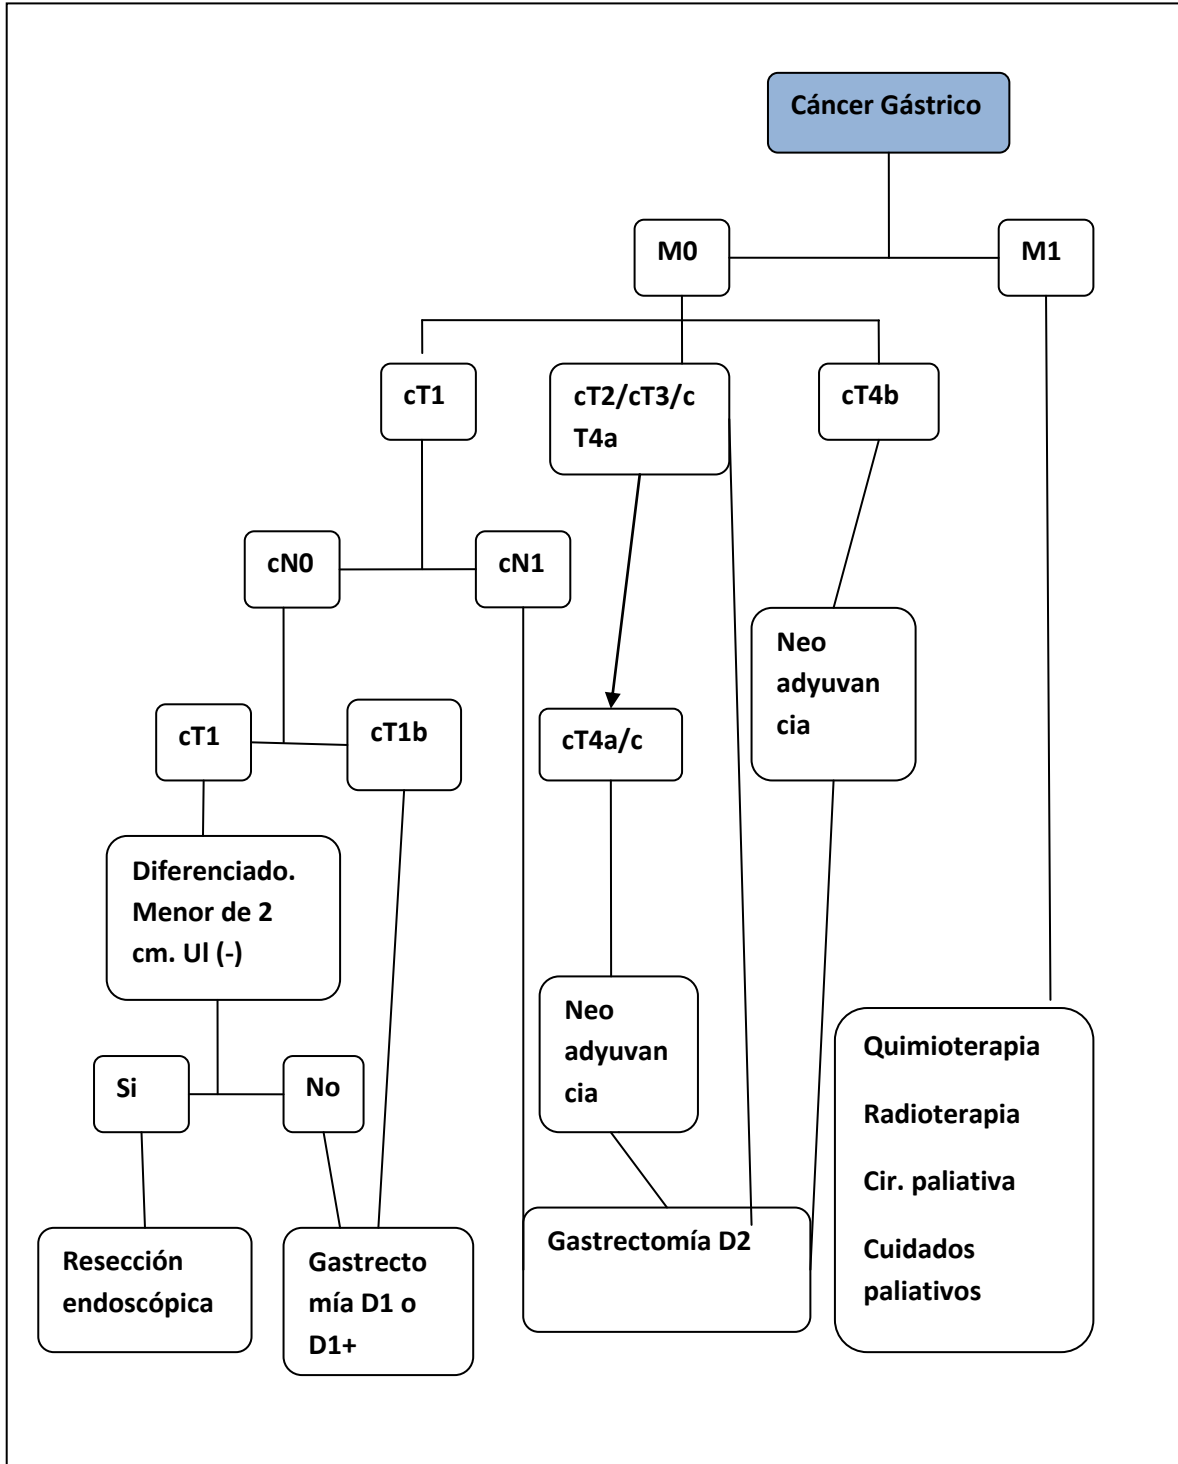 Cáncer Gástrico
M0
M1
cT1
cT2/cT3/c
T4a
cT4b
cN0
cN1
Neo
adyuvan
cia
cT1
cT1b
cT4a/c
Diferenciado.
Menor de 2
cm. Ul (-)
Neo
adyuvan
cia
Si
No
Quimioterapia
Radioterapia
Cir. paliativa
Cuidados
paliativos
Resección
endoscópica
Gastrecto
mía D1 o
D1+
Gastrectomía D2